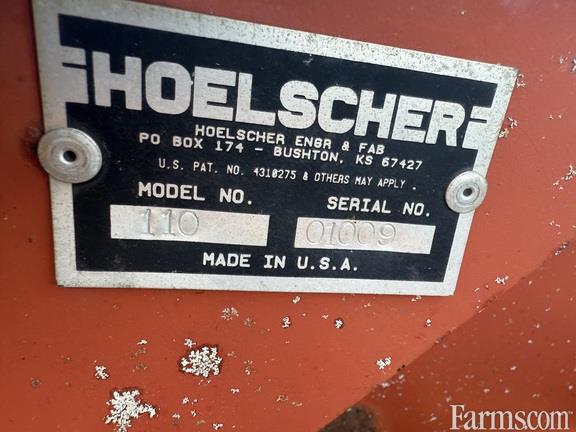 HOELSCHER
HOELSCHER ENGR & FAB
PO BOX 174 - BUSHTON, KS 67427
U.S. PAT. NO. 4310275 & OTHERS MAY APPLY.
MODEL NO. SERIAL NO.
110 01009
MADE IN U.S.A.
Farms.com